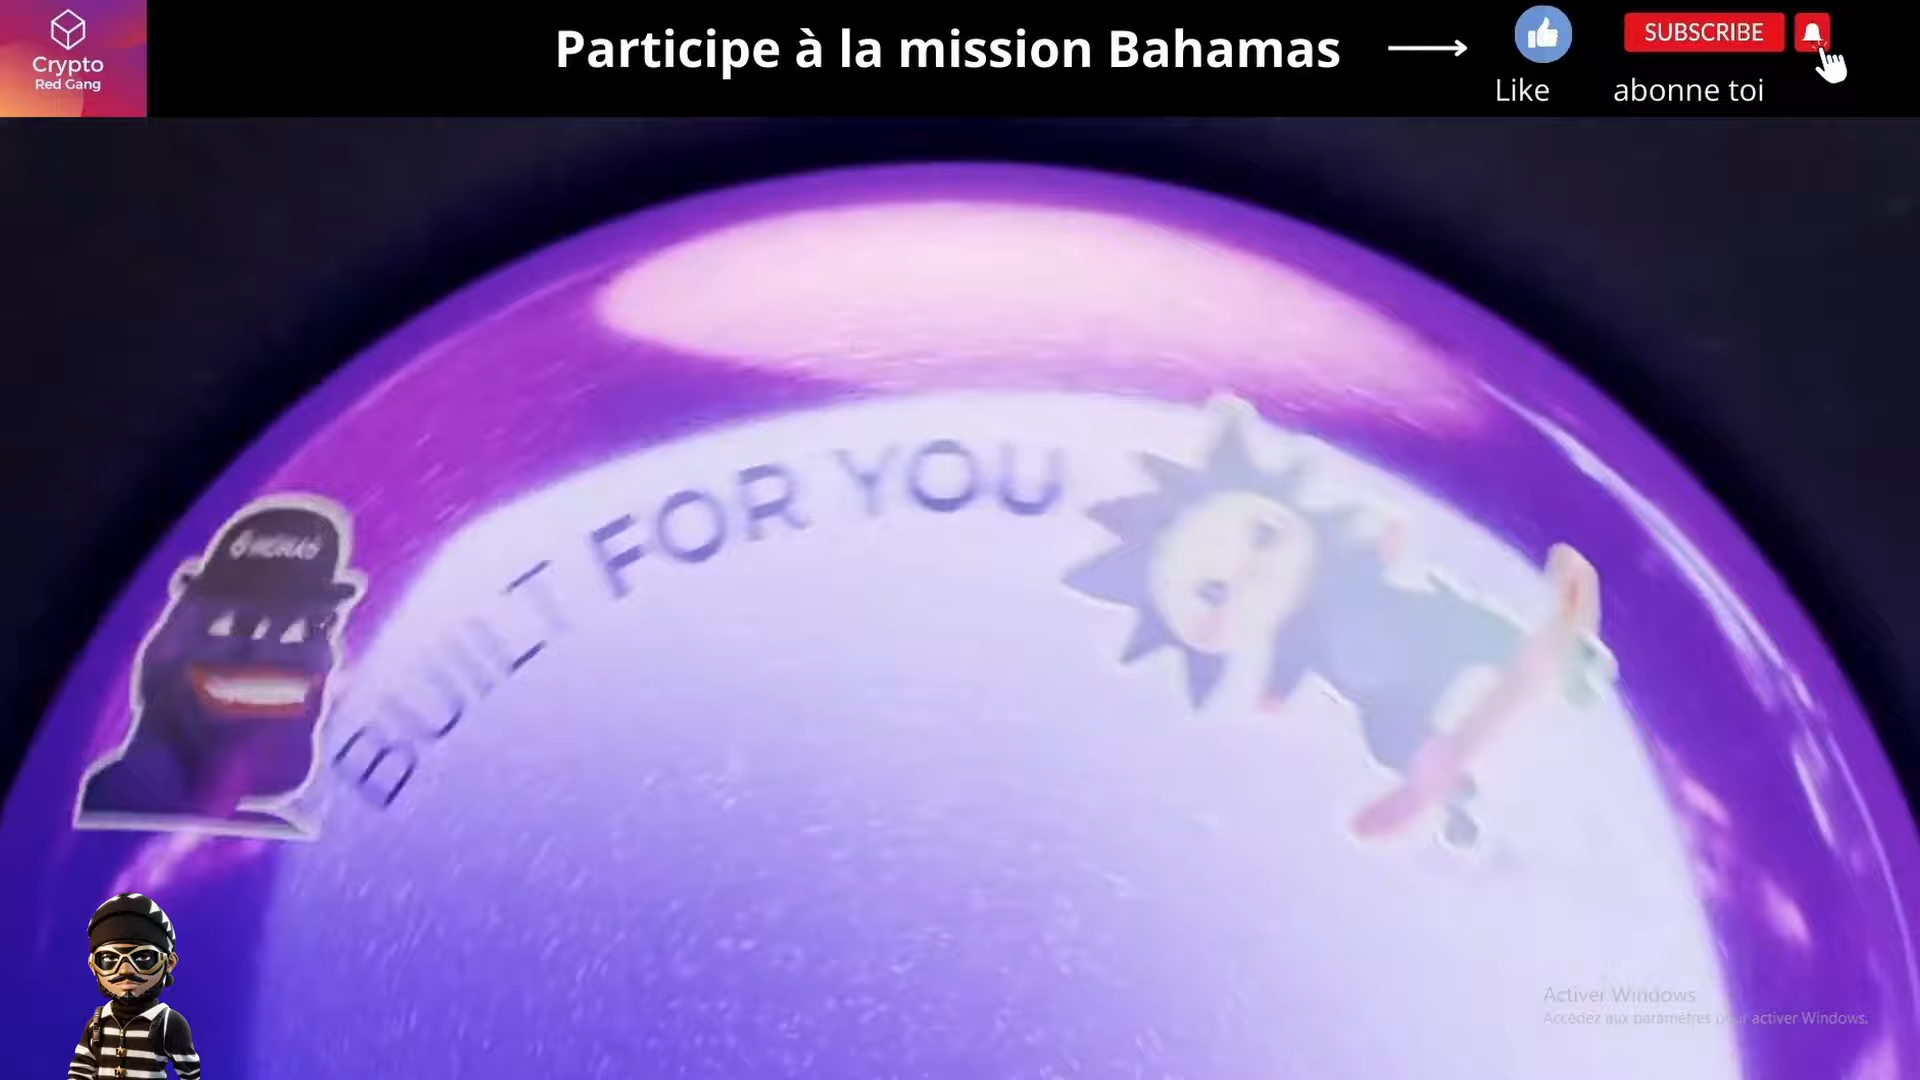 Crypto
Red Gang
Participe à la mission Bahamas
SUBSCRIBE
Like
abonne toi
BUILT FOR YOU
Activer Windows
Accédez aux paramètres pour activer Windows.